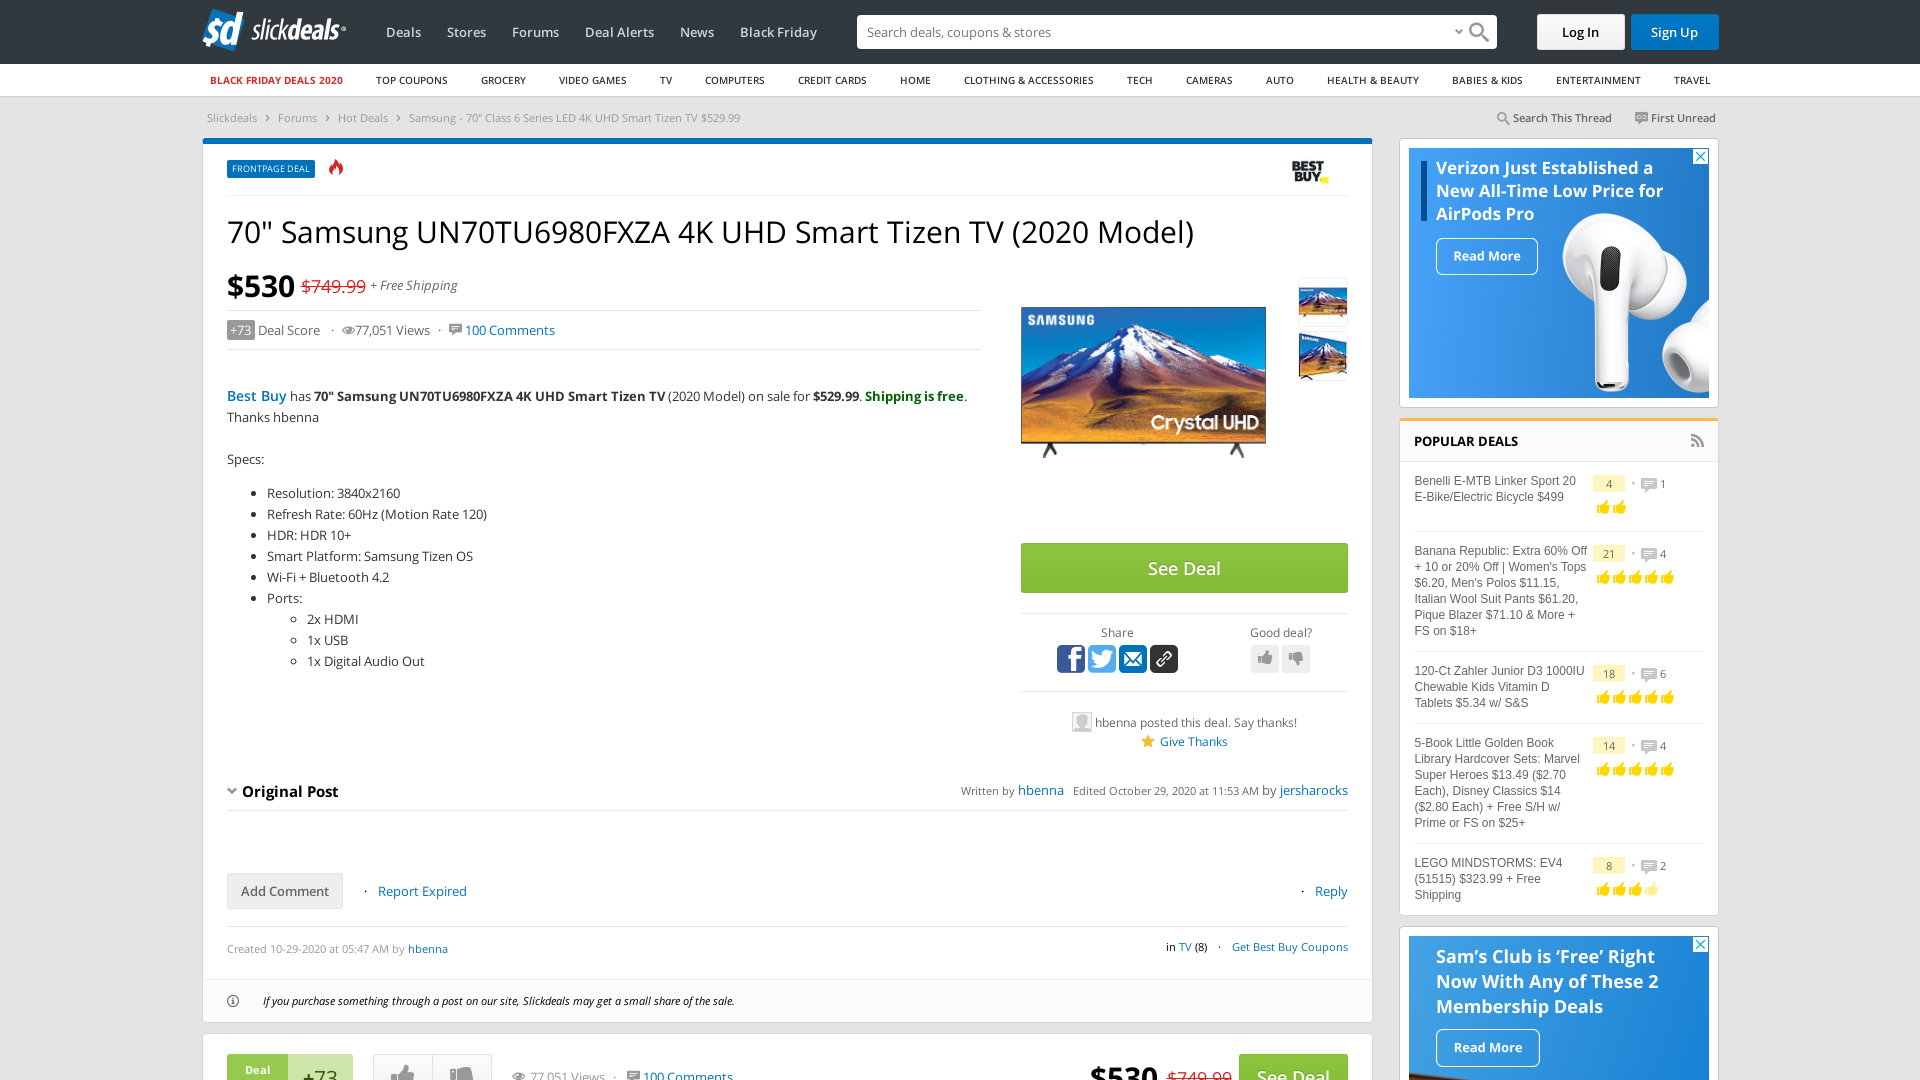 slickdeals
Deals
Stores
Forums
Deal Alerts
News
Black Friday
Search deals, coupons & stores
Log In
Sign Up
BLACK FRIDAY DEALS 2020
TOP COUPONS
GROCERY
VIDEO GAMES
TV
COMPUTERS
CREDIT CARDS
HOME
CLOTHING & ACCESSORIES
TECH
CAMERAS
AUTO
HEALTH & BEAUTY
BABIES & KIDS
ENTERTAINMENT
TRAVEL
Slickdeals › Forums › Hot Deals › Samsung - 70" Class 6 Series LED 4K UHD Smart Tizen TV $529.99
Search This Thread
First Unread
FRONTPAGE DEAL
BEST
BUY
70" Samsung UN70TU6980FXZA 4K UHD Smart Tizen TV (2020 Model)
$530 $749.99 + Free Shipping
+73 Deal Score · 77,051 Views · 100 Comments
Best Buy has 70" Samsung UN70TU6980FXZA 4K UHD Smart Tizen TV (2020 Model) on sale for $529.99. Shipping is free.
Thanks hbenna
Specs:
Resolution: 3840x2160
Refresh Rate: 60Hz (Motion Rate 120)
HDR: HDR 10+
Smart Platform: Samsung Tizen OS
Wi-Fi + Bluetooth 4.2
Ports:
2x HDMI
1x USB
1x Digital Audio Out
SAMSUNG
Crystal UHD
See Deal
Share
Good deal?
hbenna posted this deal. Say thanks!
Give Thanks
Original Post
Written by hbenna Edited October 29, 2020 at 11:53 AM by jersharocks
Add Comment
· Report Expired
· Reply
Created 10-29-2020 at 05:47 AM by hbenna
in TV (8) · Get Best Buy Coupons
If you purchase something through a post on our site, Slickdeals may get a small share of the sale.
Deal
+73
77,051 Views · 100 Comments
$530 $749.99
See Deal
Verizon Just Established a
New All-Time Low Price for
AirPods Pro
Read More
POPULAR DEALS
Benelli E-MTB Linker Sport 20
E-Bike/Electric Bicycle $499
4 • 1
Banana Republic: Extra 60% Off
+ 10 or 20% Off | Women's Tops
$6.20, Men's Polos $11.15,
Italian Wool Suit Pants $61.20,
Pique Blazer $71.10 & More +
FS on $18+
21 • 4
120-Ct Zahler Junior D3 1000IU
Chewable Kids Vitamin D
Tablets $5.34 w/ S&S
18 • 6
5-Book Little Golden Book
Library Hardcover Sets: Marvel
Super Heroes $13.49 ($2.70
Each), Disney Classics $14
($2.80 Each) + Free S/H w/
Prime or FS on $25+
14 • 4
LEGO MINDSTORMS: EV4
(51515) $323.99 + Free
Shipping
8 • 2
Sam's Club is 'Free' Right
Now With Any of These 2
Membership Deals
Read More